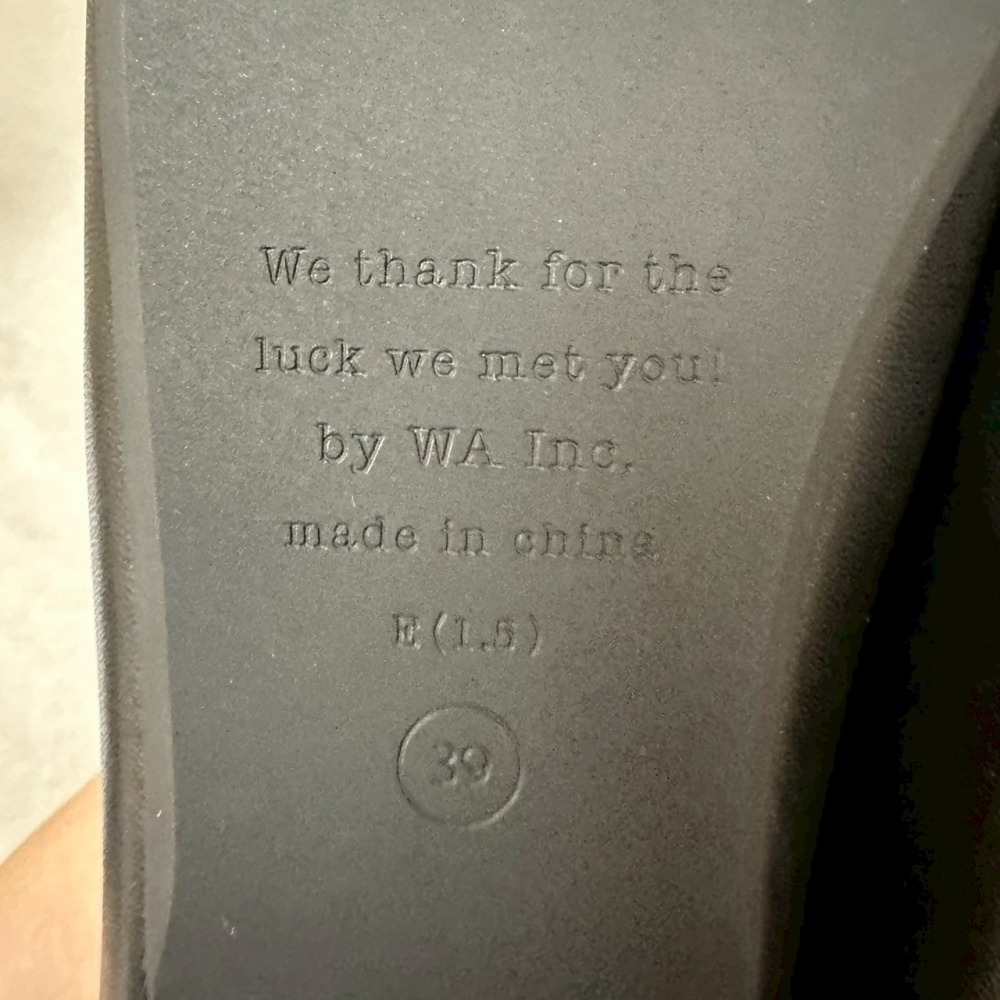 We thank for the
luck we met you!
by WA Inc.
made in china
E(1.5)
39